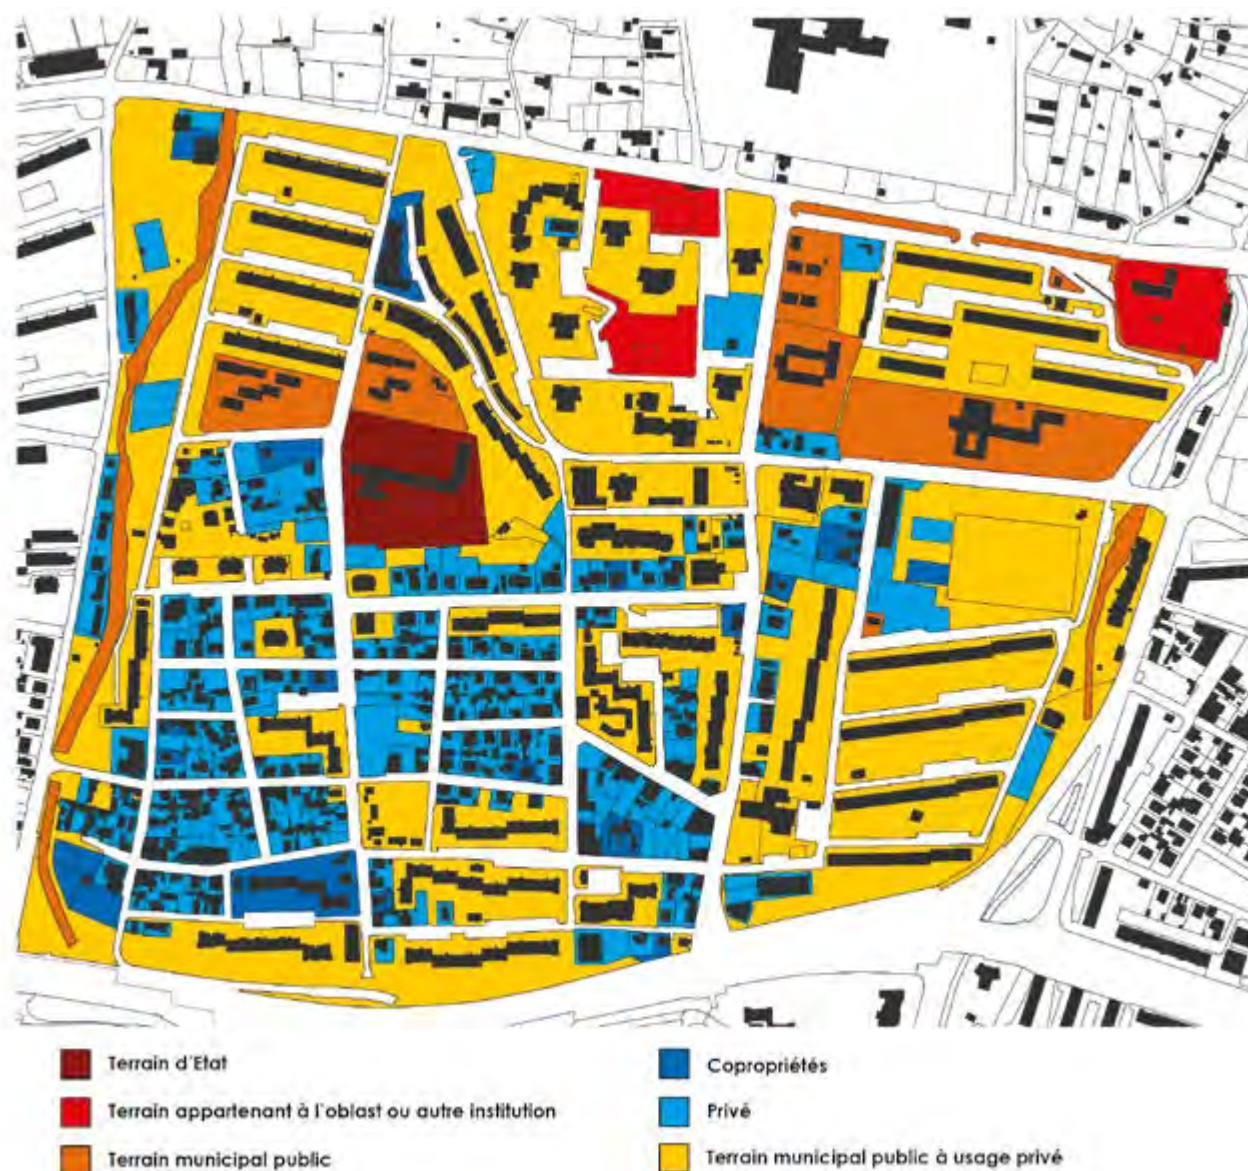 Terrain d'Etat
Terrain appartenant à l'oblast ou autre institution
Terrain municipal public
Copropriétés
Privé
Terrain municipal public à usage privé